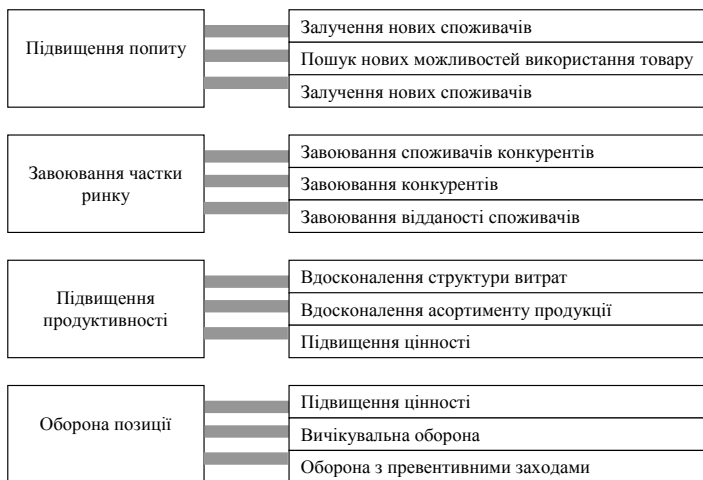 Підвищення попиту
Залучення нових споживачів
Пошук нових можливостей використання товару
Залучення нових споживачів
Завоювання частки
ринку
Завоювання споживачів конкурентів
Завоювання конкурентів
Завоювання відданості споживачів
Підвищення
продуктивності
Вдосконалення структури витрат
Вдосконалення асортименту продукції
Підвищення цінності
Оборона позиції
Підвищення цінності
Вичікувальна оборона
Оборона з превентивними заходами